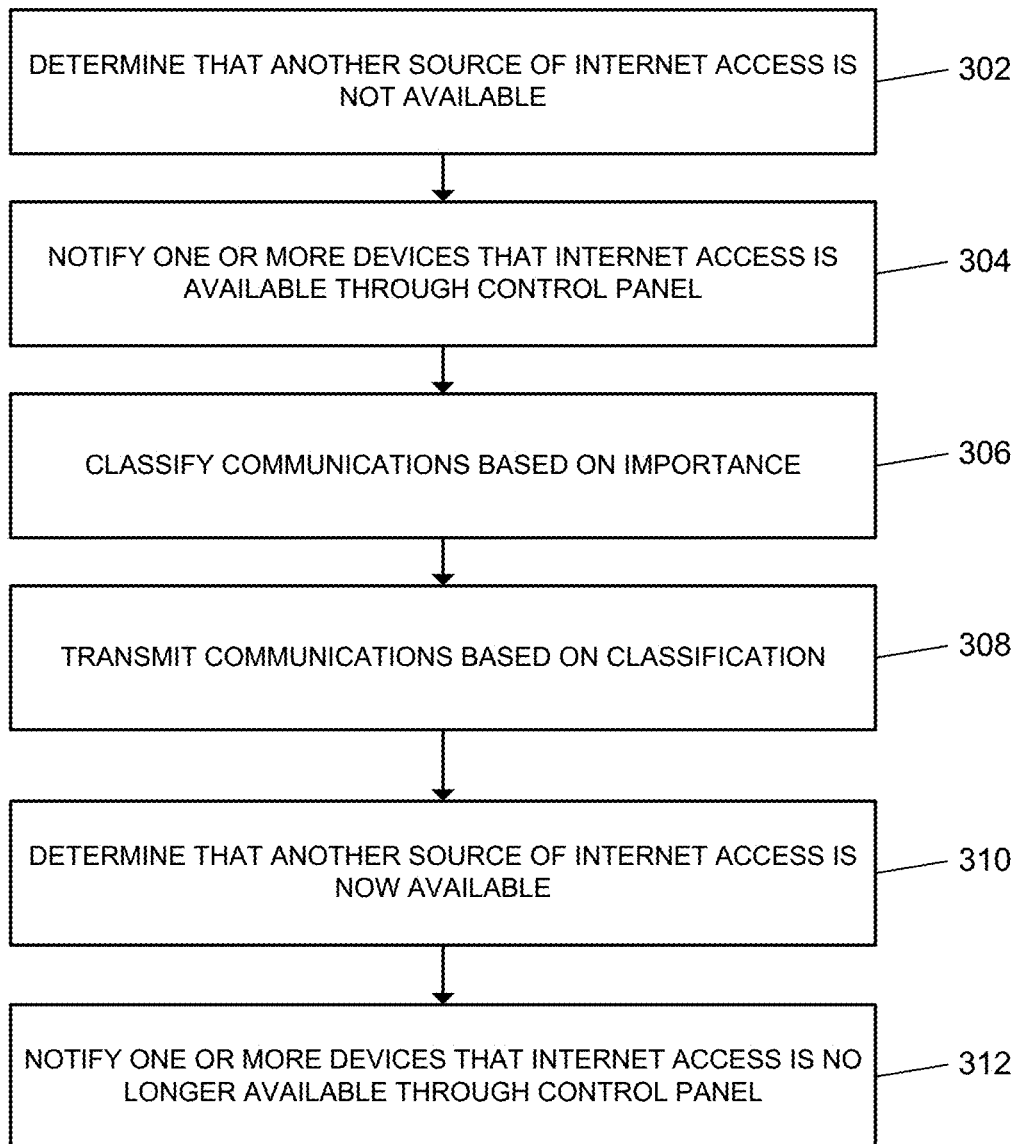 DETERMINE THAT ANOTHER SOURCE OF INTERNET ACCESS IS
NOT AVAILABLE
302
NOTIFY ONE OR MORE DEVICES THAT INTERNET ACCESS IS
AVAILABLE THROUGH CONTROL PANEL
304
CLASSIFY COMMUNICATIONS BASED ON IMPORTANCE
306
TRANSMIT COMMUNICATIONS BASED ON CLASSIFICATION
308
DETERMINE THAT ANOTHER SOURCE OF INTERNET ACCESS IS
NOW AVAILABLE
310
NOTIFY ONE OR MORE DEVICES THAT INTERNET ACCESS IS NO
LONGER AVAILABLE THROUGH CONTROL PANEL
312